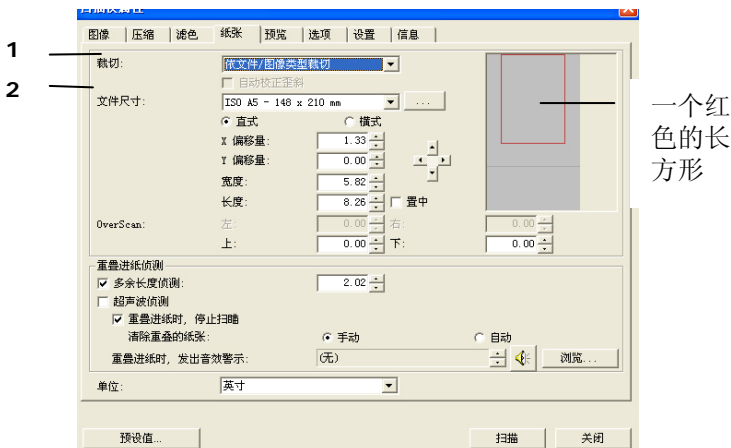 图像 压缩 滤色 纸张 预览 选项 设置 信息
1
裁切: 依文件/图像类型裁切
2
自动校正歪斜
文件尺寸: ISO A5 - 148 x 210 mm ...
直式 横式
X 偏移量: 1.33
Y 偏移量: 0.00
宽度: 5.82
长度: 8.26 置中
OverScan: 左: 0.00 右: 0.00
上: 0.00 下: 0.00
一个红
色的长
方形
重叠进纸侦测
多余长度侦测: 2.02
超声波侦测
重叠进纸时, 停止扫瞄
清除重叠的纸张: 手动 自动
重叠进纸时, 发出音效警示: (无) 浏览...
单位: 英寸
预设值... 扫描 关闭